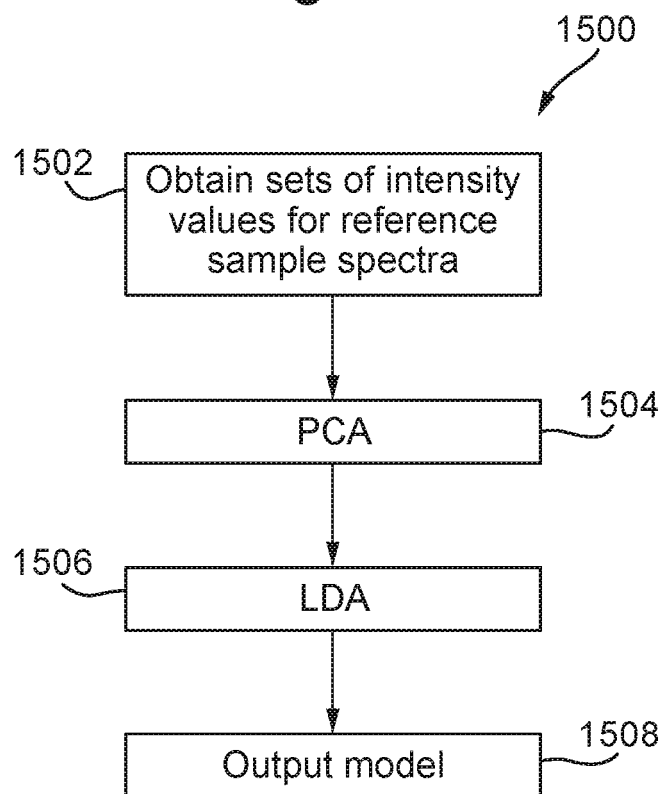 1500
1502
Obtain sets of intensity
values for reference
sample spectra
1504
PCA
1506
LDA
1508
Output model